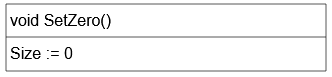 void SetZero()
Size := 0